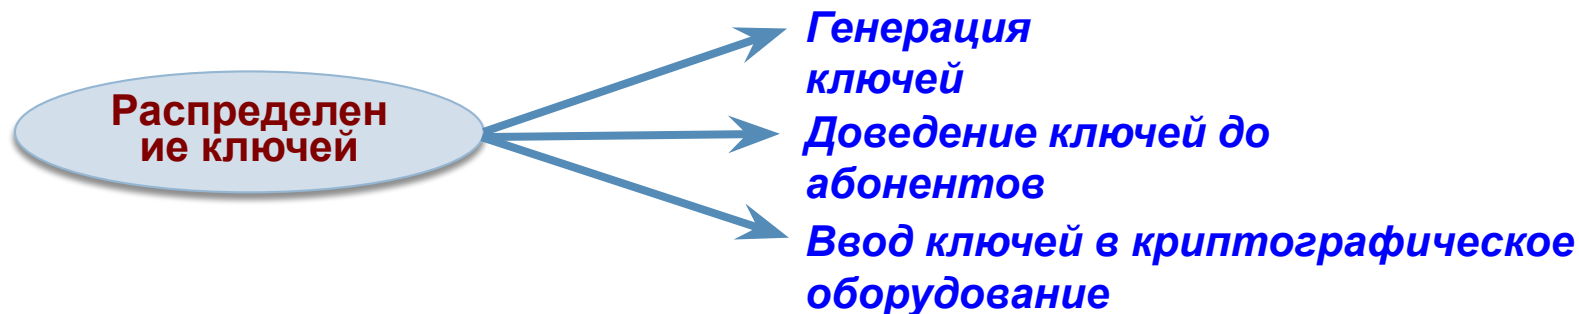 Распределен
ие ключей
Генерация
ключей
Доведение ключей до
абонентов
Ввод ключей в криптографическое
оборудование